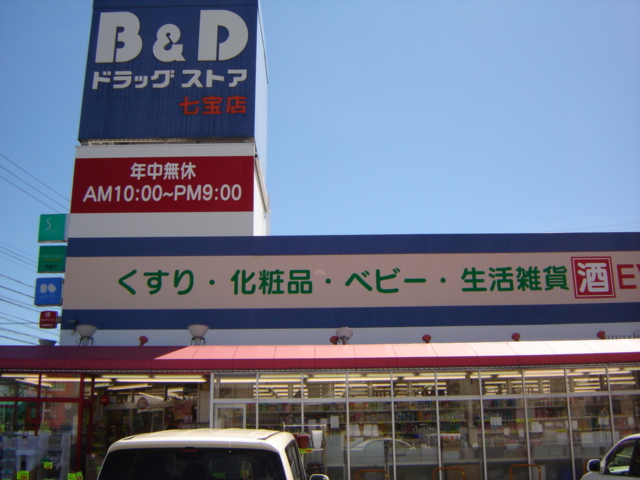 B&D
ドラッグストア
七宝店
年中無休
AM10:00~PM9:00
くすり・化粧品・ベビー・生活雑貨 酒